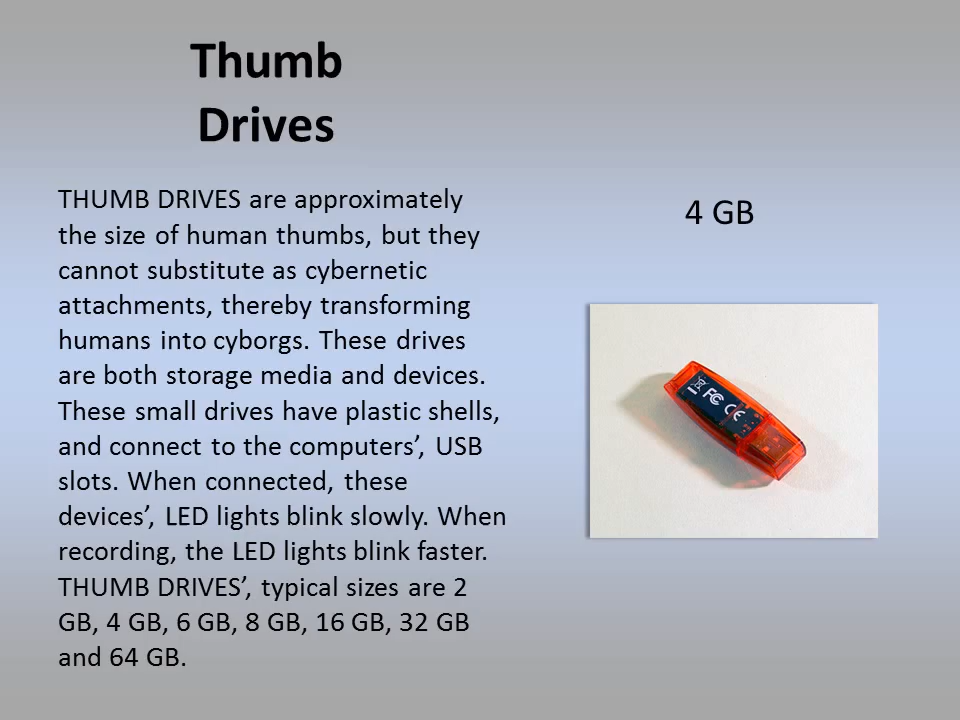 Thumb
Drives
THUMB DRIVES are approximately
the size of human thumbs, but they
cannot substitute as cybernetic
attachments, thereby transforming
humans into cyborgs. These drives
are both storage media and devices.
These small drives have plastic shells,
and connect to the computers’, USB
slots. When connected, these
devices’, LED lights blink slowly. When
recording, the LED lights blink faster.
THUMB DRIVES’, typical sizes are 2
GB, 4 GB, 6 GB, 8 GB, 16 GB, 32 GB
and 64 GB.
4 GB
FC CE